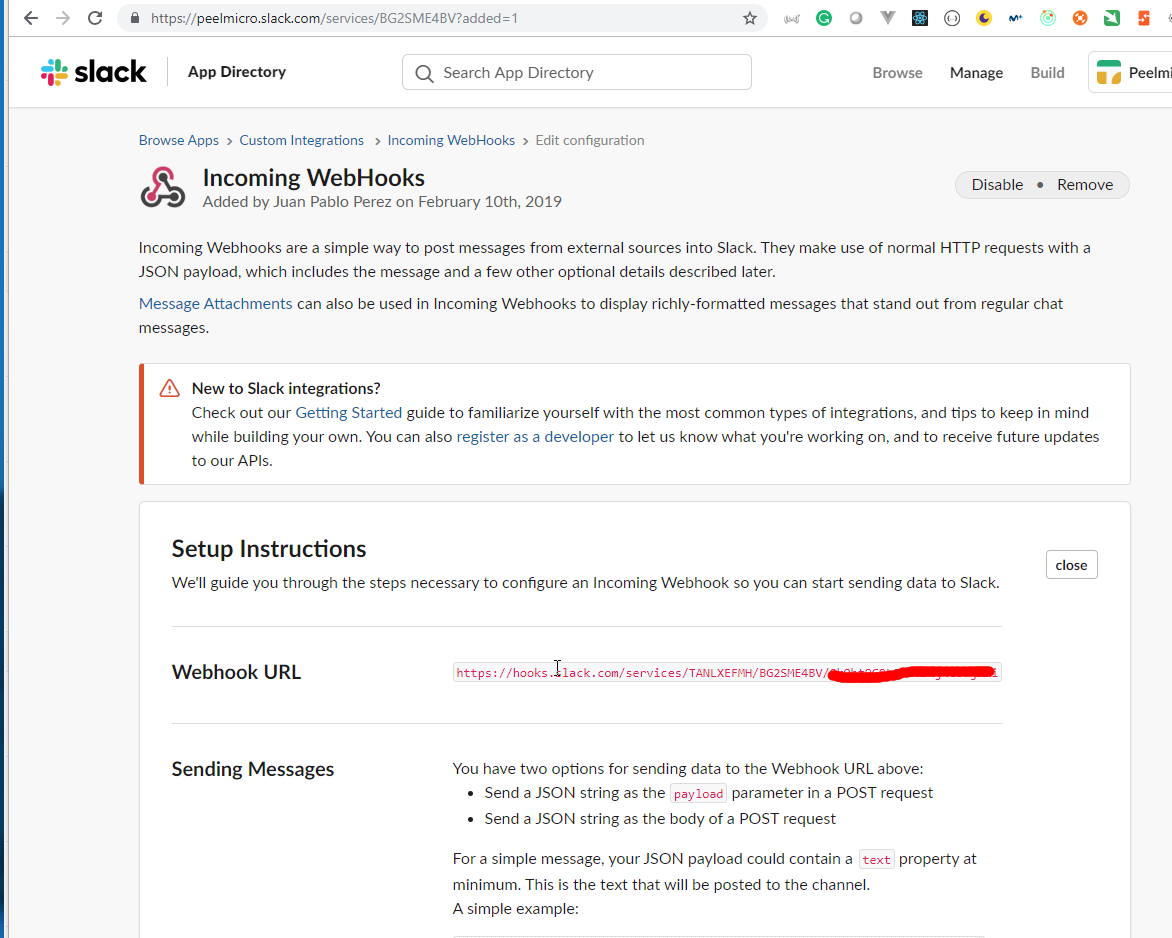 https://peelmicro.slack.com/services/BG2SME4BV?added=1
slack App Directory Search App Directory Browse Manage Build Peelmi
Browse Apps > Custom Integrations > Incoming WebHooks > Edit configuration
Incoming WebHooks
Added by Juan Pablo Perez on February 10th, 2019
Disable • Remove
Incoming Webhooks are a simple way to post messages from external sources into Slack. They make use of normal HTTP requests with a
JSON payload, which includes the message and a few other optional details described later.
Message Attachments can also be used in Incoming Webhooks to display richly-formatted messages that stand out from regular chat
messages.
New to Slack integrations?
Check out our Getting Started guide to familiarize yourself with the most common types of integrations, and tips to keep in mind
while building your own. You can also register as a developer to let us know what you're working on, and to receive future updates
to our APIs.
Setup Instructions
close
We'll guide you through the steps necessary to configure an Incoming Webhook so you can start sending data to Slack.
Webhook URL
https://hooks.slack.com/services/TANLXEFMH/BG2SME4BV/
Sending Messages
You have two options for sending data to the Webhook URL above:
• Send a JSON string as the payload parameter in a POST request
• Send a JSON string as the body of a POST request
For a simple message, your JSON payload could contain a text property at
minimum. This is the text that will be posted to the channel.
A simple example: